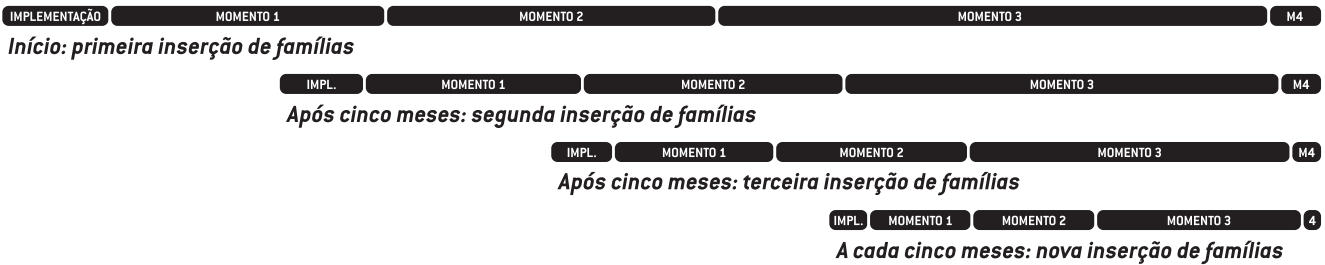 IMPLEMENTAÇÃO MOMENTO 1 MOMENTO 2 MOMENTO 3 M4
Início: primeira inserção de famílias
IMPL. MOMENTO 1 MOMENTO 2 MOMENTO 3 M4
Após cinco meses: segunda inserção de famílias
IMPL. MOMENTO 1 MOMENTO 2 MOMENTO 3 M4
Após cinco meses: terceira inserção de famílias
IMPL. MOMENTO 1 MOMENTO 2 MOMENTO 3 4
A cada cinco meses: nova inserção de famílias